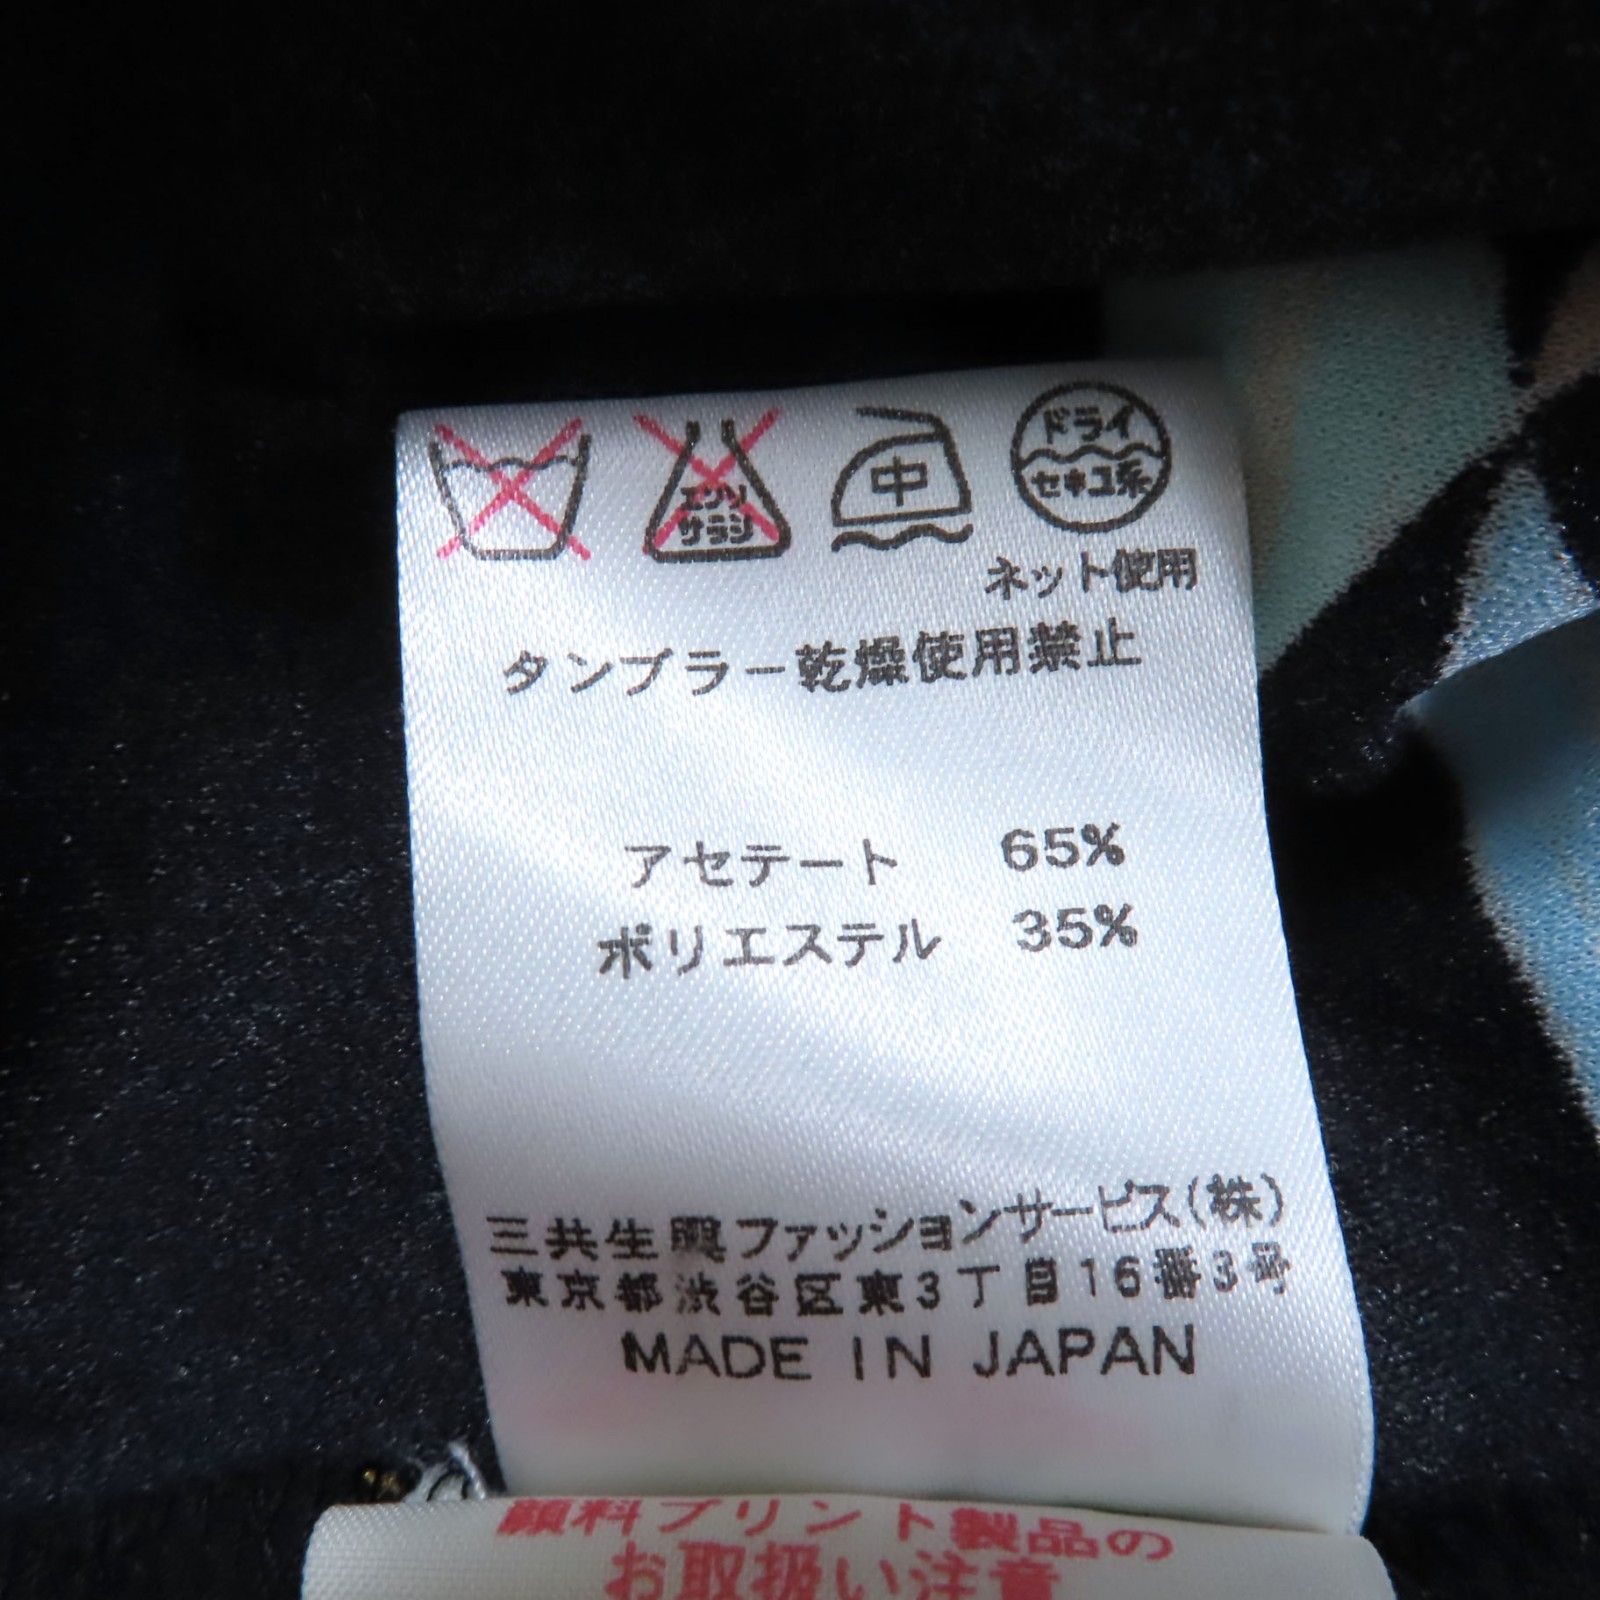 エンソ
サラシ
中
ドライ
セキユ系
ネット使用
タンブラー乾燥使用禁止
アセテート 65%
ポリエステル 35%
三共生興ファッションサービス(株)
東京都渋谷区東3丁目16番3号
MADE IN JAPAN
顔料プリント製品の
お取扱い注意